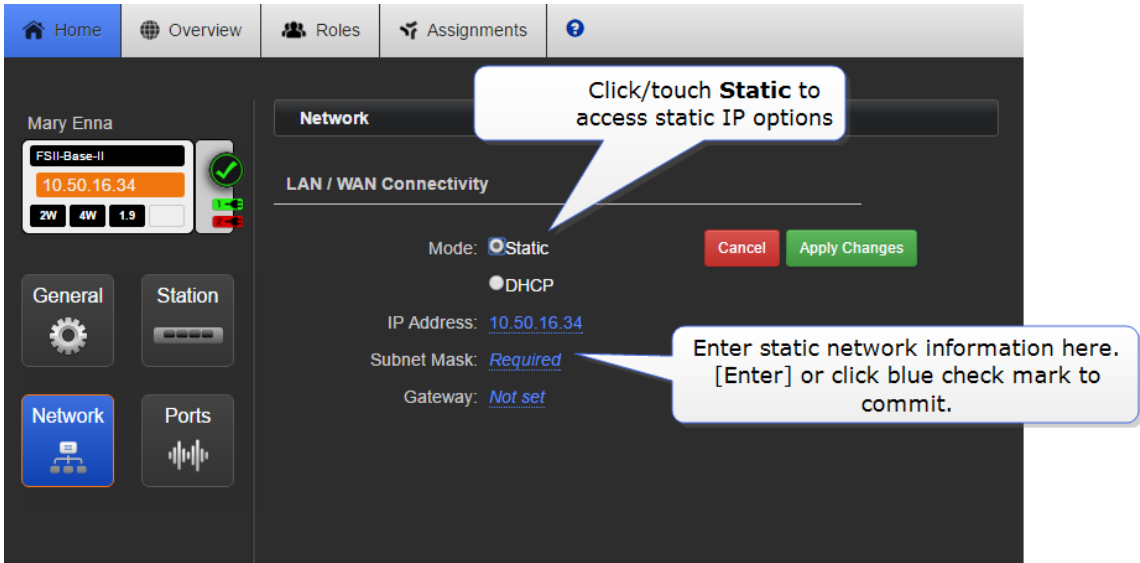 Home
Overview
Roles
Assignments
?
Click/touch Static to
access static IP options
Mary Enna
Network
FSII-Base-II
10.50.16.34
1
2W
4W
1.9
2
LAN / WAN Connectivity
Mode:
Static
Cancel
Apply Changes
DHCP
General
Station
IP Address:
10.50.16.34
Subnet Mask:
Required
Enter static network information here.
[Enter] or click blue check mark to
commit.
Gateway:
Not set
Network
Ports